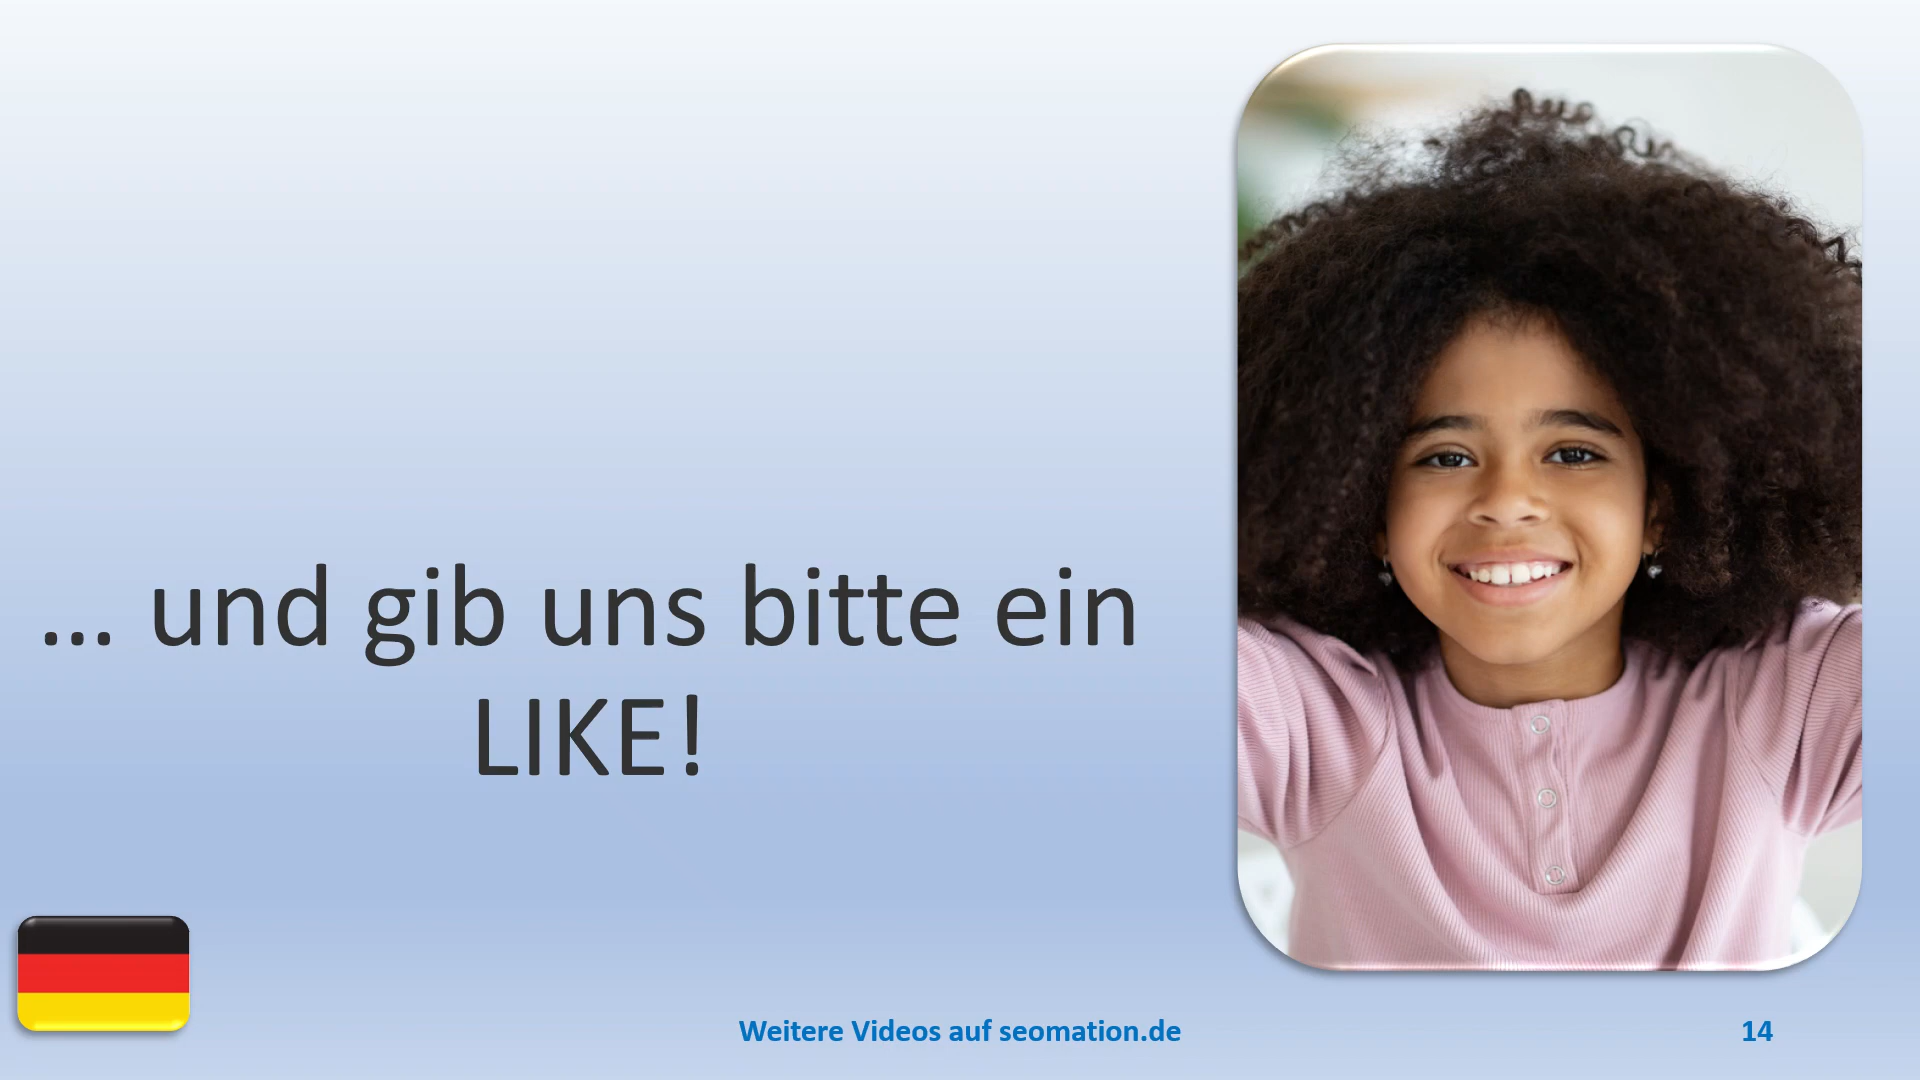 ... und gib uns bitte ein
LIKE!
Weitere Videos auf seomation.de
14